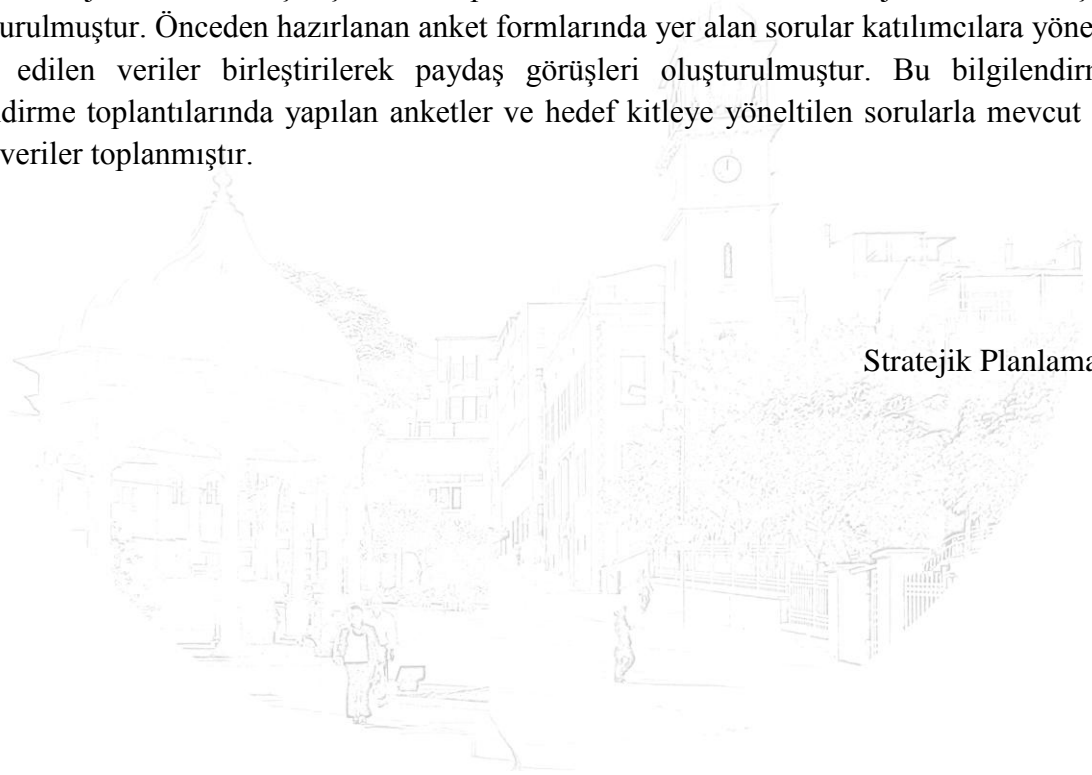 urulmuştur. Önceden hazırlanan anket formlarında yer alan sorular katılımcılara yöne
edilen veriler birleştirilerek paydaş görüşleri oluşturulmuştur. Bu bilgilendir
dirme toplantılarında yapılan anketler ve hedef kitleye yöneltilen sorularla mevcut
veriler toplanmıştır.
Stratejik Planlama